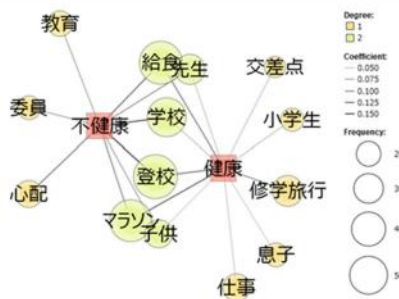 教育
給食
先生
交差点
委員
不健康
学校
小学生
心配
登校
健康
修学旅行
マラソン
子供
息子
仕事
Degree:
1
2
Coefficient:
0.050
0.075
0.100
0.125
0.150
Frequency:
2
3
4
5